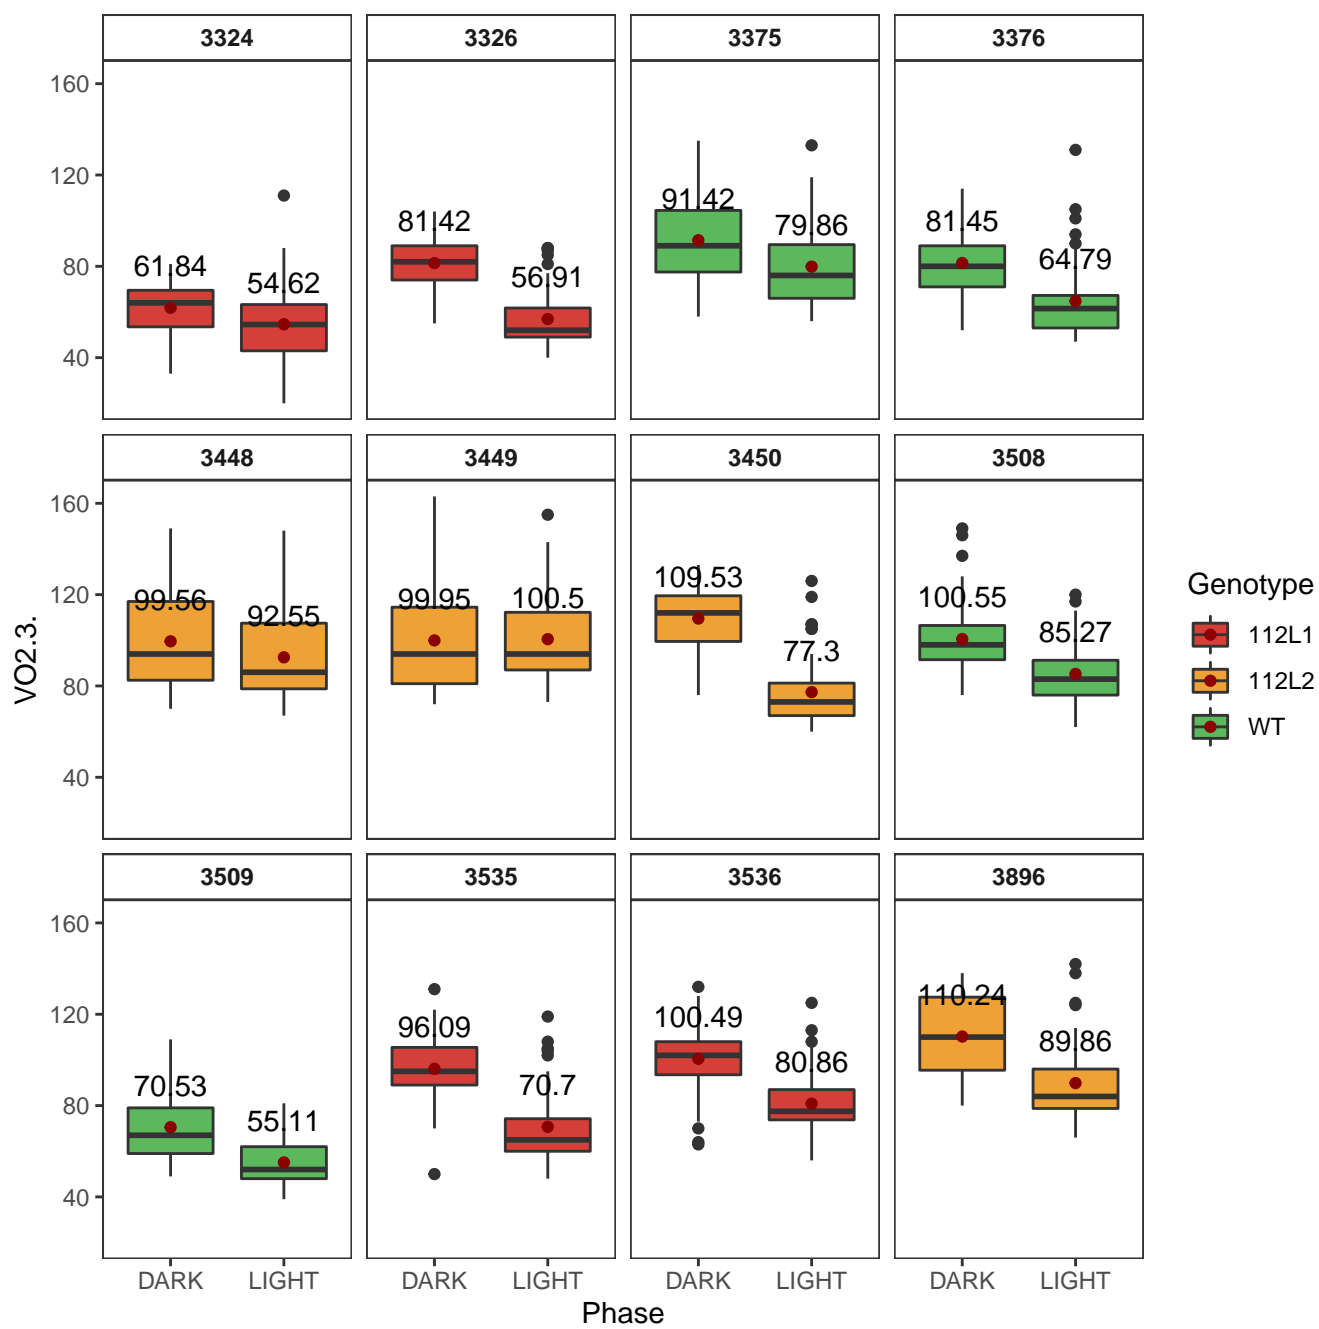 3324 3326 3375 3376
160
120
80
40
61.84 54.62 81.42 56.91 91.42 79.86 81.45 64.79
3448 3449 3450 3508
160
120
80
40
99.56 92.55 99.95 100.5 109.53 77.3 100.55 85.27
3509 3535 3536 3896
160
120
80
40
70.53 55.11 96.09 70.7 100.49 80.86 110.24 89.86
DARK LIGHT DARK LIGHT DARK LIGHT DARK LIGHT
Phase
VO2.3.
Genotype
112L1
112L2
WT